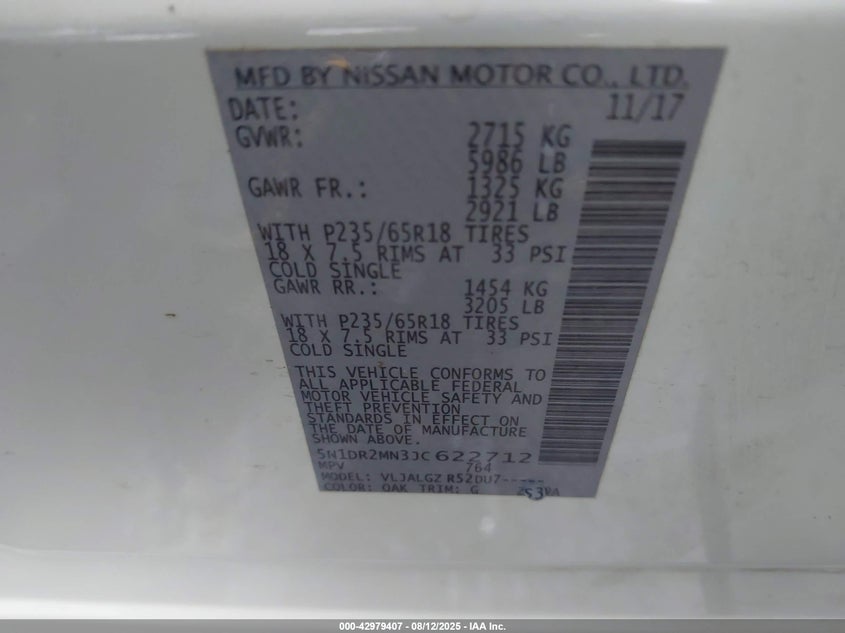 MFD BY NISSAN MOTOR CO., LTD.
DATE: 11/17
GVWR: 2715 KG
5986 LB
GAWR FR.: 1325 KG
2921 LB
WITH P235/65R18 TIRES
18 X 7.5 RIMS AT 33 PSI
COLD SINGLE
GAWR RR.: 1454 KG
3205 LB
WITH P235/65R18 TIRES
18 X 7.5 RIMS AT 33 PSI
COLD SINGLE
THIS VEHICLE CONFORMS TO
ALL APPLICABLE FEDERAL
MOTOR VEHICLE SAFETY AND
THEFT PREVENTION
STANDARDS IN EFFECT ON
THE DATE OF MANUFACTURE
SHOWN ABOVE.
5N1DR2MN3JC622712
MPV 764
MODEL: VLJALGZ R52DU7-----
COLOR: QAK TRIM: G
000-42979407 - 08/12/2025 - IAA Inc.